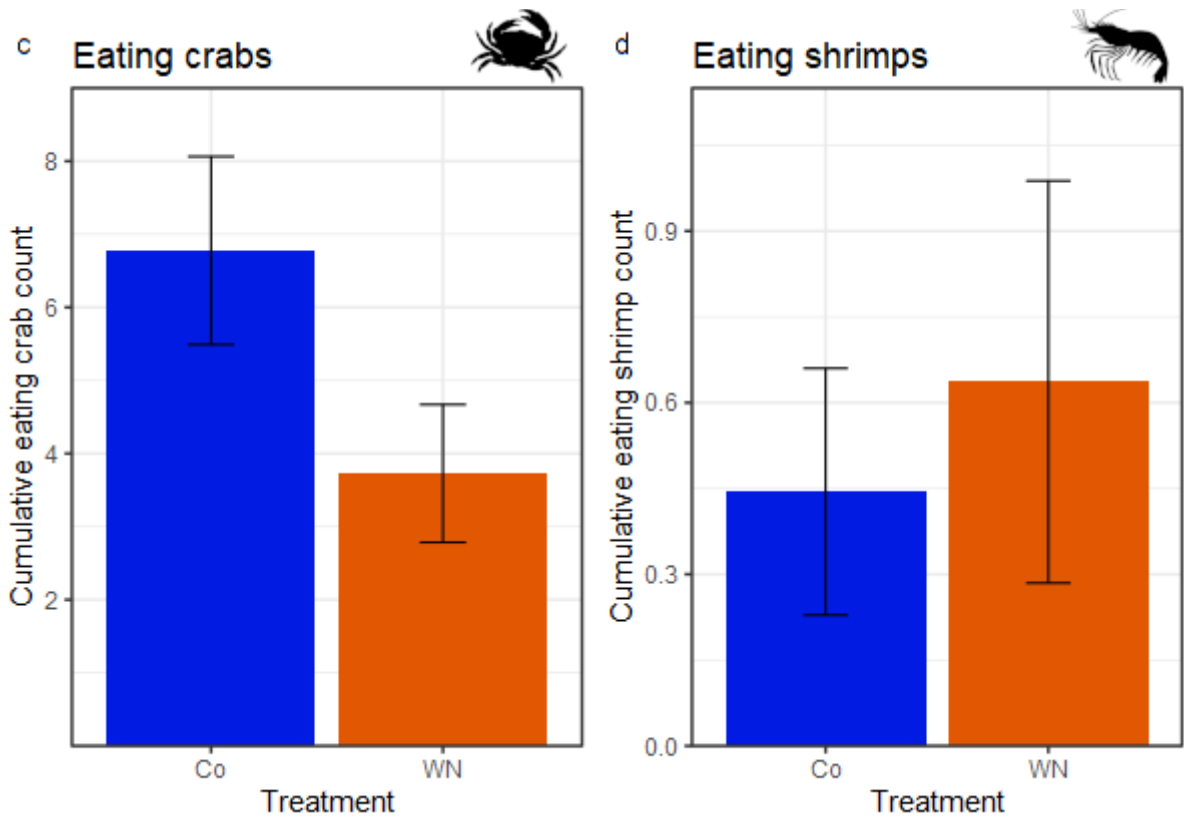 c Eating crabs
Cumulative eating crab count
8
6
4
2
Co WN
Treatment
d Eating shrimps
Cumulative eating shrimp count
0.9
0.6
0.3
0.0
Co WN
Treatment